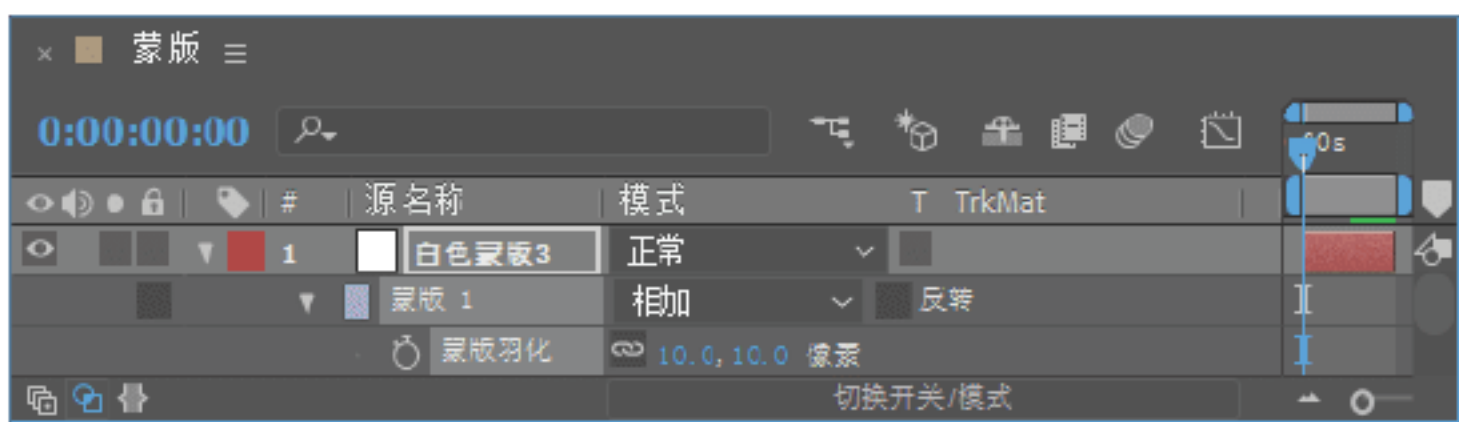 × 蒙版
0:00:00:00
00s
# 源名称 模式 T TrkMat
1 白色蒙版3 正常
蒙版 1 相加 反转
蒙版羽化 10.0, 10.0 像素
切换开关/模式